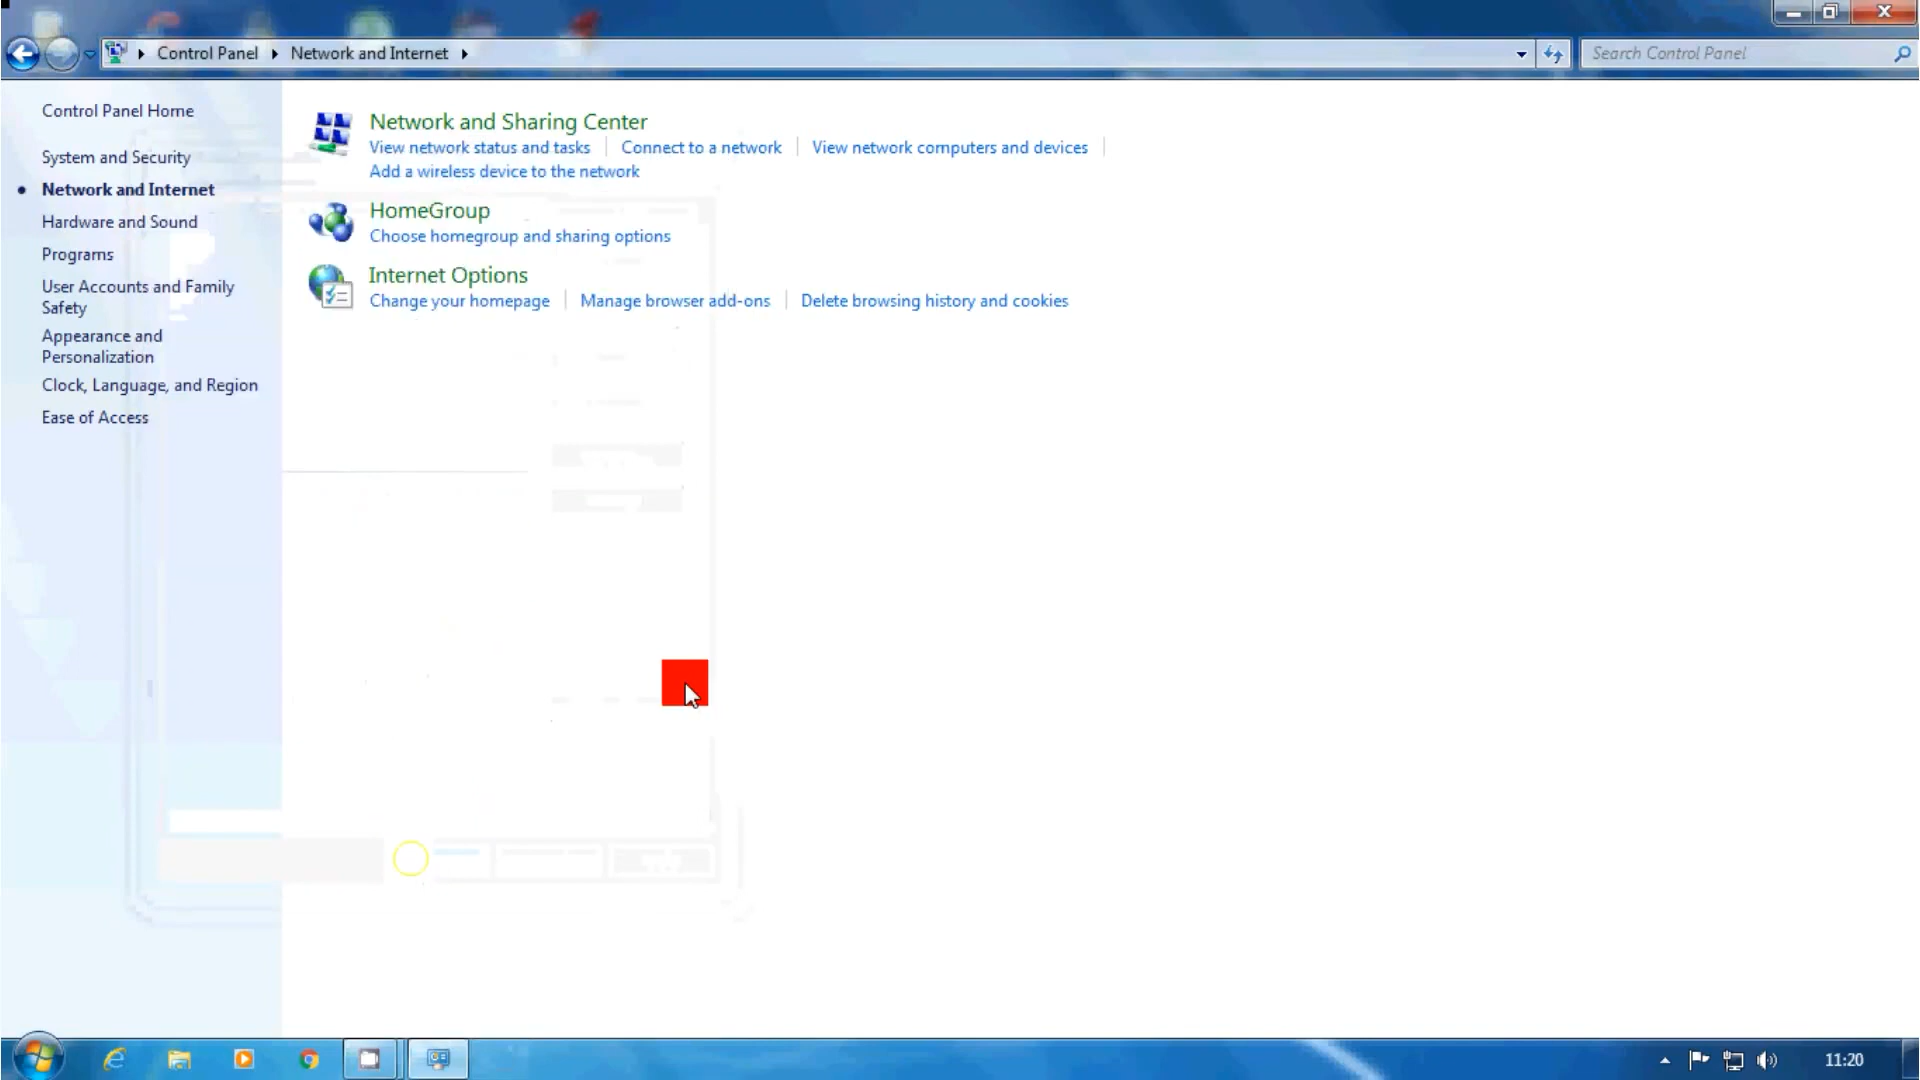 Control Panel
Network and Internet
Search Control Panel
Control Panel Home
System and Security
Network and Internet
Hardware and Sound
Programs
User Accounts and Family
Safety
Appearance and
Personalization
Clock, Language, and Region
Ease of Access
Network and Sharing Center
View network status and tasks
Connect to a network
View network computers and devices
Add a wireless device to the network
HomeGroup
Choose homegroup and sharing options
Internet Options
Change your homepage
Manage browser add-ons
Delete browsing history and cookies
11:20